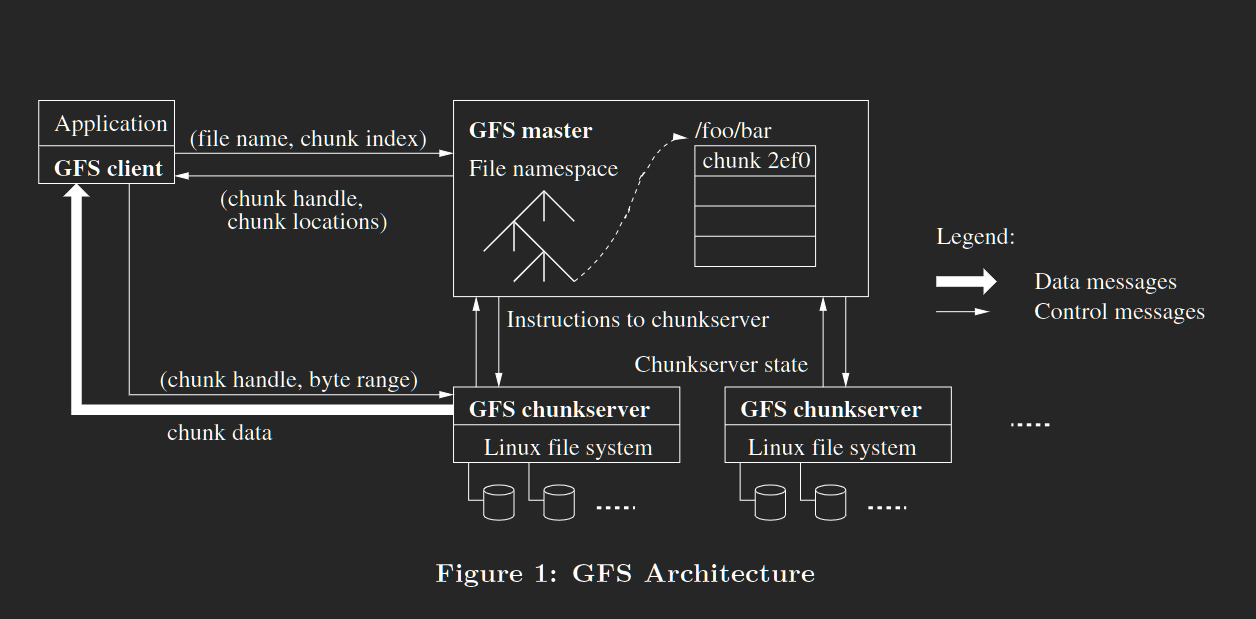 Application
GFS client
(file name, chunk index)
(chunk handle,
chunk locations)
GFS master
File namespace
/foo/bar
chunk 2ef0
Legend:
Data messages
Control messages
Instructions to chunkserver
Chunkserver state
(chunk handle, byte range)
chunk data
GFS chunkserver
Linux file system
GFS chunkserver
Linux file system
Figure 1: GFS Architecture